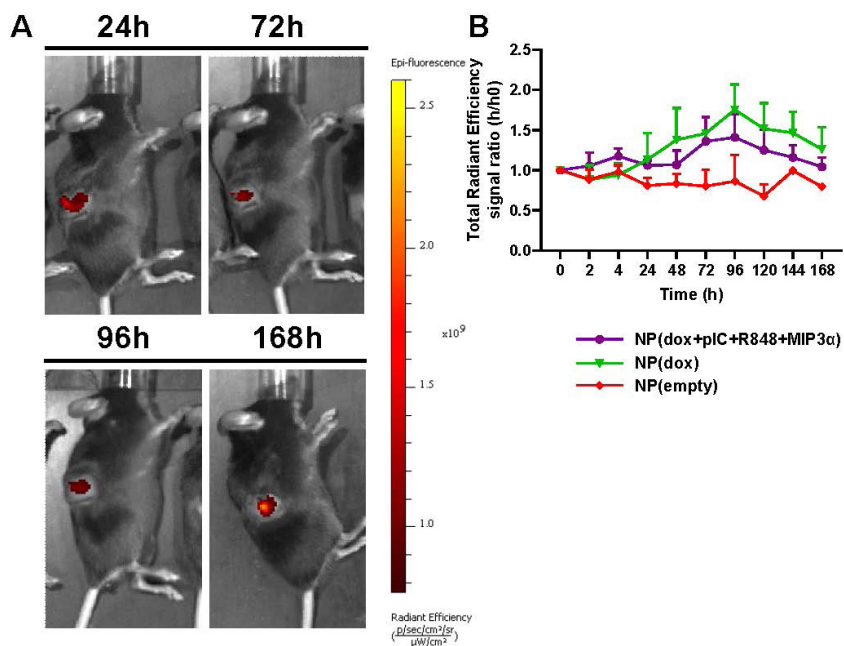 A
24h
72h
96h
168h
Epi-fluorescence
2.5
2.0
x10⁹
1.5
1.0
Radiant Efficiency
(p/sec/cm²/sr
µW/cm²)
B
Total Radiant Efficiency
signal ratio (h/h0)
2.5
2.0
1.5
1.0
0.5
0.0
0 2 4 24 48 72 96 120 144 168
Time (h)
NP(dox+pIC+R848+MIP3α)
NP(dox)
NP(empty)